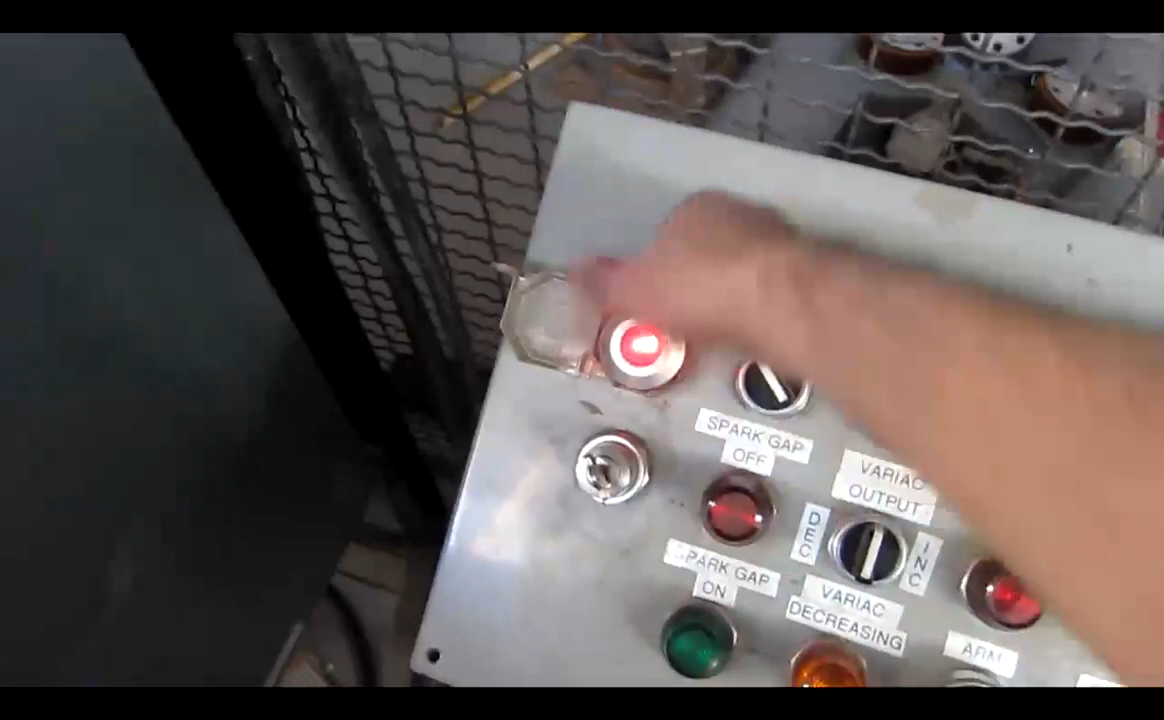 SPARK GAP
OFF
VARIAC
OUTPUT
DEC
INC
SPARK GAP
ON
VARIAC
DECREASING
ARM